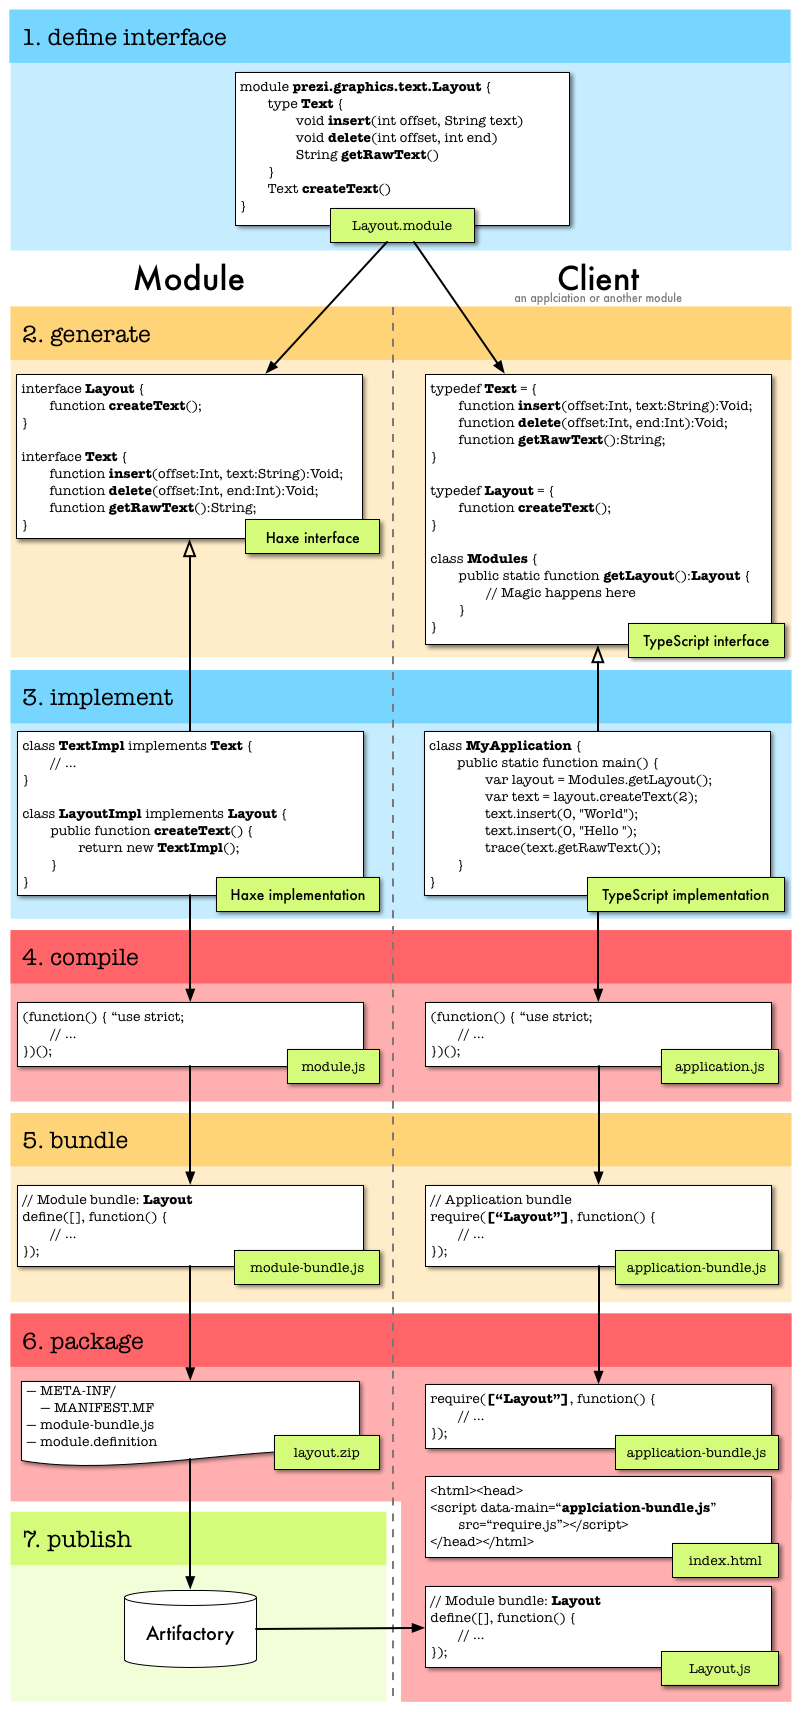 1. define interface
module prezi.graphics.text.Layout {
type Text {
void insert(int offset, String text)
void delete(int offset, int end)
String getRawText()
}
Text createText()
}
Layout.module
Module
Client
an applciation or another module
2. generate
interface Layout {
function createText();
}
interface Text {
function insert(offset:Int, text:String):Void;
function delete(offset:Int, end:Int):Void;
function getRawText():String;
}
Haxe interface
typedef Text = {
function insert(offset:Int, text:String):Void;
function delete(offset:Int, end:Int):Void;
function getRawText():String;
}
typedef Layout = {
function createText();
}
class Modules {
public static function getLayout():Layout {
// Magic happens here
}
}
TypeScript interface
3. implement
class TextImpl implements Text {
// ...
}
class LayoutImpl implements Layout {
public function createText() {
return new TextImpl();
}
}
Haxe implementation
class MyApplication {
public static function main() {
var layout = Modules.getLayout();
var text = layout.createText(2);
text.insert(0, "World");
text.insert(0, "Hello ");
trace(text.getRawText());
}
}
TypeScript implementation
4. compile
(function() { “use strict;
// ...
})();
module.js
(function() { “use strict;
// ...
})();
application.js
5. bundle
// Module bundle: Layout
define([], function() {
// ...
});
module-bundle.js
// Application bundle
require([“Layout”], function() {
// ...
});
application-bundle.js
6. package
— META-INF/
— MANIFEST.MF
— module-bundle.js
— module.definition
layout.zip
require([“Layout”], function() {
// ...
});
application-bundle.js
<html><head>
<script data-main=“applciation-bundle.js”
src=“require.js”></script>
</head></html>
index.html
7. publish
Artifactory
// Module bundle: Layout
define([], function() {
// ...
});
Layout.js